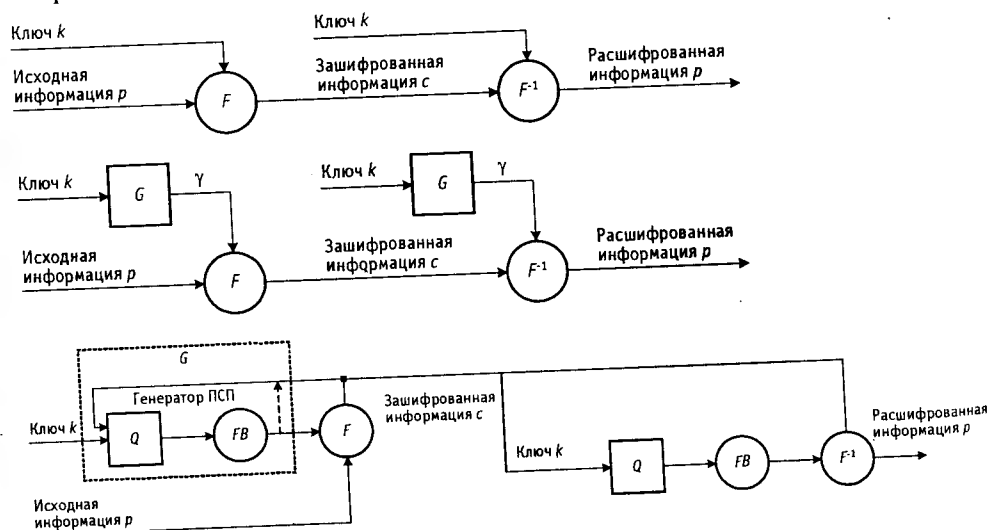 Ключ k
Ключ k
Исходная
информация p
F
Зашифрованная
информация c
F-1
Расшифрованная
информация p
Ключ k
G
γ
Ключ k
G
γ
Исходная
информация p
F
Зашифрованная
информация c
F-1
Расшифрованная
информация p
G
Генератор ПСП
Ключ k
Q
FB
F
Зашифрованная
информация c
Ключ k
Q
FB
F-1
Расшифрованная
информация p
Исходная
информация p